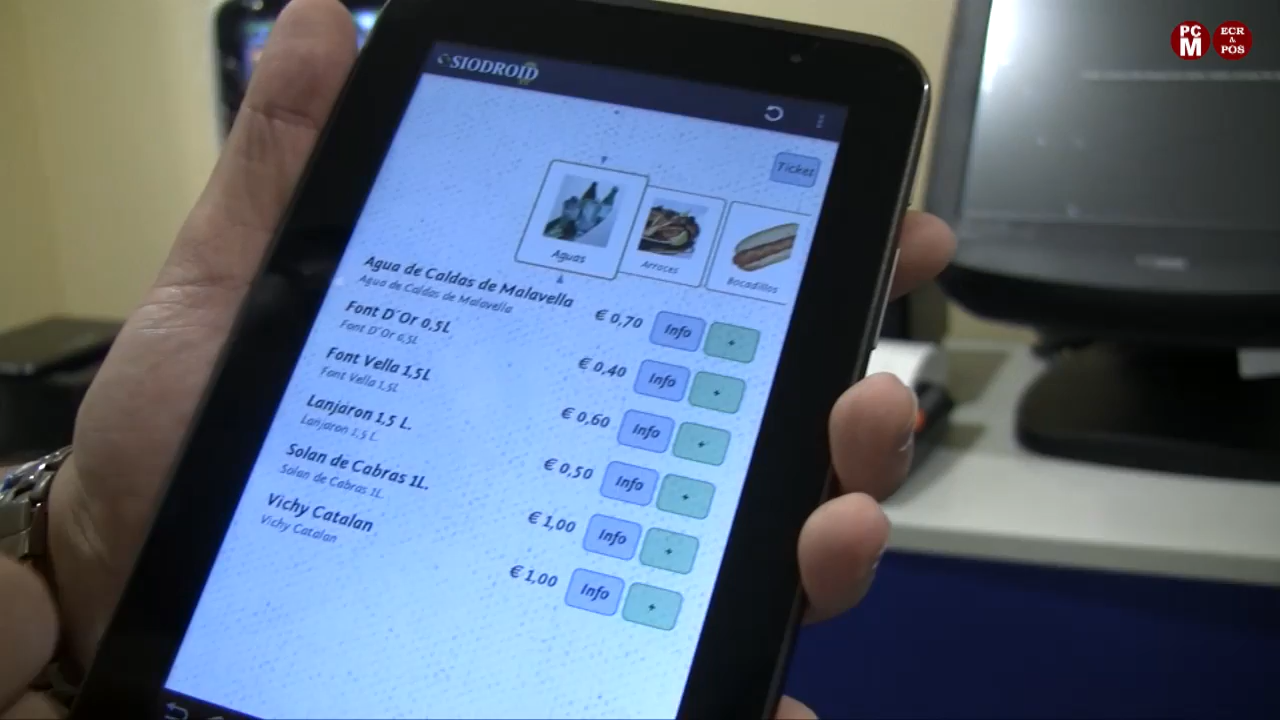 PC
M
ECR
&
POS
SIODROID
Ticket
Aguas
Arroces
Bocadillos
Agua de Caldas de Malavella
Agua de Caldas de Malavella
€ 0,70 Info +
Font D´Or 0.5L
Font D´Or 0,5L
€ 0,40 Info +
Font Vella 1,5L
Font Vella 1,5L
€ 0,60 Info +
Lanjaron 1,5 L.
Lanjaron 1,5 L.
€ 0,50 Info +
Solan de Cabras 1L.
Solan de Cabras 1L.
€ 1,00 Info +
Vichy Catalan
Vichy Catalan
€ 1,00 Info +